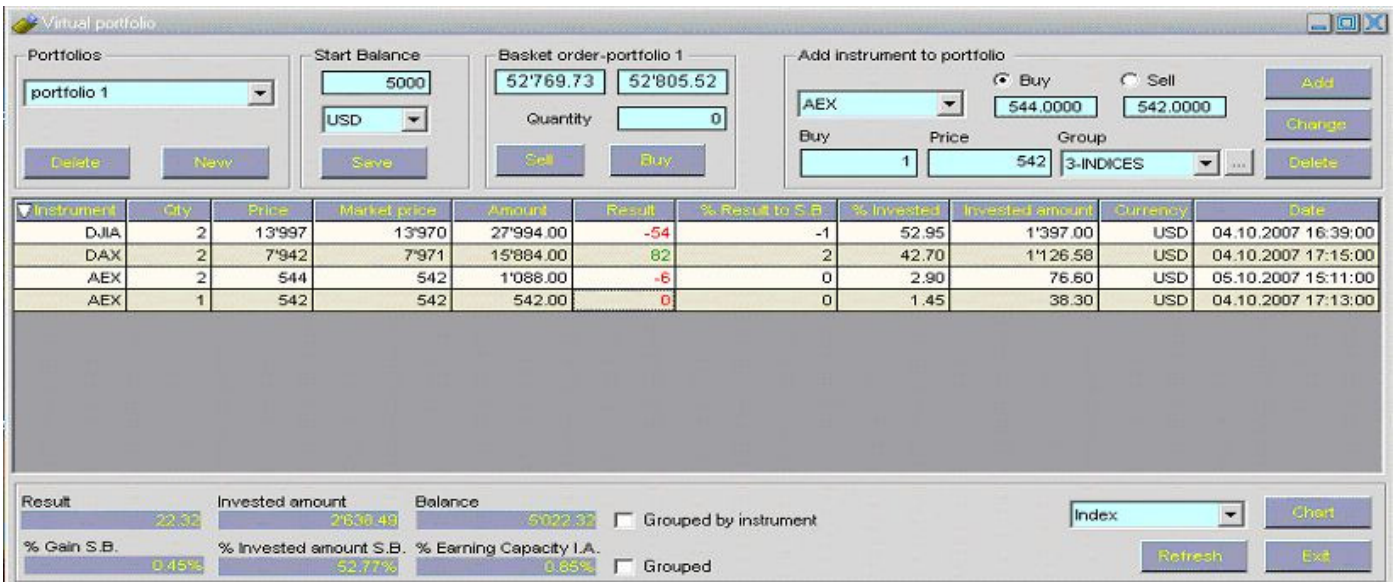 Virtual portfolio
Portfolios Start Balance Basket order-portfolio 1 Add instrument to portfolio
portfolio 1 5000 52'769.73 52'805.52 AEX Buy Sell Add
544.0000 542.0000
USD Quantity 0 Buy Price Group Change
Delete New Save Sell Buy 1 542 3-INDICES ... Delete
Instrument Qty Price Market price Amount Result % Result to S.B. % Invested Invested amount Currency Date
DJIA 2 13'997 13'970 27'994.00 -54 -1 52.95 1'397.00 USD 04.10.2007 16:39:00
DAX 2 7'942 7'971 15'884.00 82 2 42.70 1'126.58 USD 04.10.2007 17:15:00
AEX 2 544 542 1'088.00 -6 0 2.90 76.60 USD 05.10.2007 15:11:00
AEX 1 542 542 542.00 0 0 1.45 38.30 USD 04.10.2007 17:13:00
Result Invested amount Balance
22.32 2'638.49 5'022.32 Grouped by instrument Index Chart
% Gain S.B. % Invested amount S.B. % Earning Capacity I.A.
0.45% 52.77% 0.85% Grouped Refresh Exit